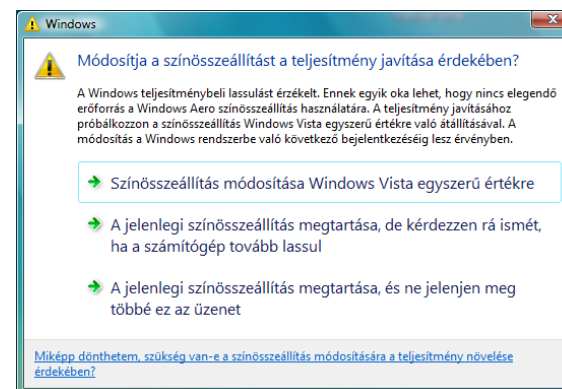 Windows
Módosítja a színösszeállítást a teljesítmény javítása érdekében?
A Windows teljesítménybeli lassulást érzékelt. Ennek egyik oka lehet, hogy nincs elegendő
erőforrás a Windows Aero színösszeállítás használatára. A teljesítmény javításához
próbálkozzon a színösszeállítás Windows Vista egyszerű értékre való átállításával. A
módosítás a Windows rendszerbe való következő bejelentkezéséig lesz érvényben.
Színösszeállítás módosítása Windows Vista egyszerű értékre
A jelenlegi színösszeállítás megtartása, de kérdezzen rá ismét,
ha a számítógép tovább lassul
A jelenlegi színösszeállítás megtartása, és ne jelenjen meg
többé ez az üzenet
Miképp dönthetem, szükség van-e a színösszeállítás módosítására a teljesítmény növelése
érdekében?